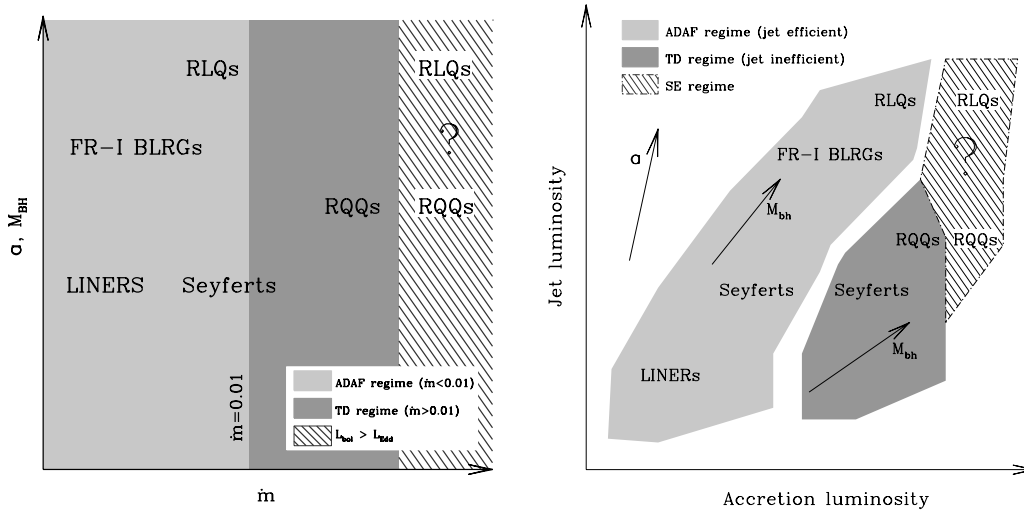 RLQs
RLQs
FR-I BLRGs
?
RQQs
RQQs
LINERS
Seyferts
a, M_BH
ṁ=0.01
ADAF regime (ṁ<0.01)
TD regime (ṁ>0.01)
L_bol > L_Edd
ṁ
ADAF regime (jet efficient)
TD regime (jet inefficient)
SE regime
RLQs
RLQs
a
FR-I BLRGs
?
M_bh
RQQs
RQQs
Seyferts
Seyferts
M_bh
LINERs
Jet luminosity
Accretion luminosity